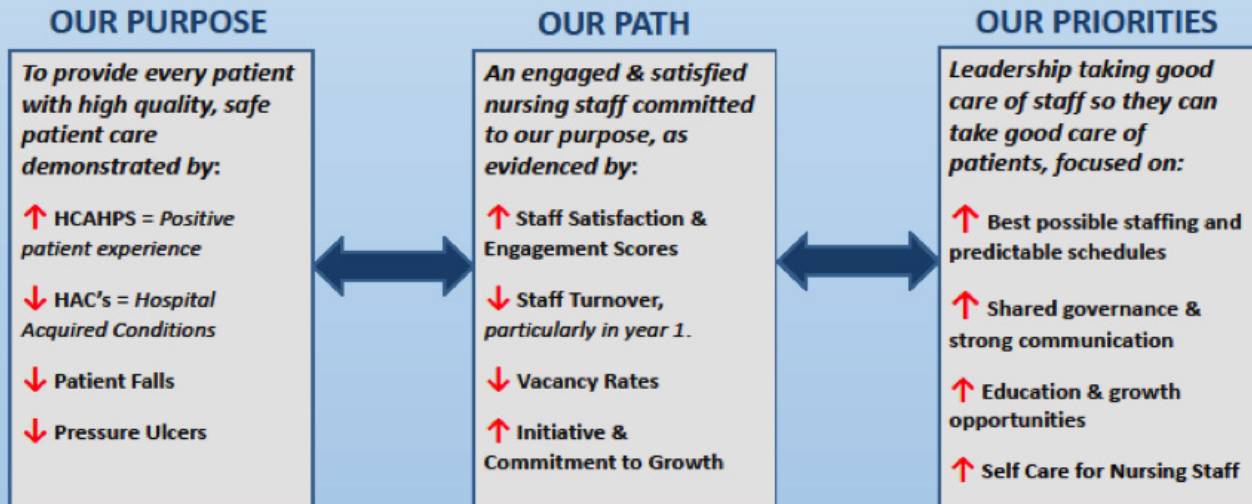 OUR PURPOSE
To provide every patient
with high quality, safe
patient care
demonstrated by:
↑ HCAHPS = Positive
patient experience
↓ HAC's = Hospital
Acquired Conditions
↓ Patient Falls
↓ Pressure Ulcers
OUR PATH
An engaged & satisfied
nursing staff committed
to our purpose, as
evidenced by:
↑ Staff Satisfaction &
Engagement Scores
↓ Staff Turnover,
particularly in year 1.
↓ Vacancy Rates
↑ Initiative &
Commitment to Growth
OUR PRIORITIES
Leadership taking good
care of staff so they can
take good care of
patients, focused on:
↑ Best possible staffing and
predictable schedules
↑ Shared governance &
strong communication
↑ Education & growth
opportunities
↑ Self Care for Nursing Staff